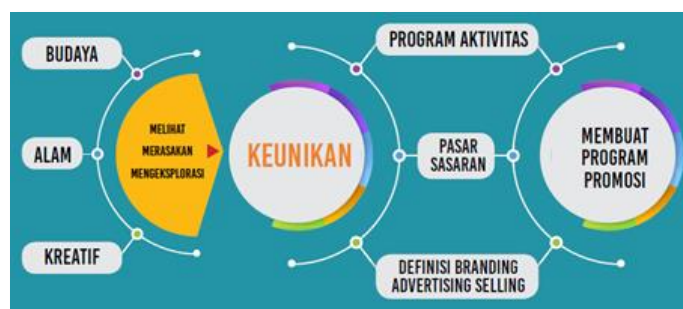 BUDAYA
ALAM
KREATIF
MELIHAT
MERASAKAN
MENGEKSPLORASI
KEUNIKAN
PROGRAM AKTIVITAS
PASAR
SASARAN
DEFINISI BRANDING
ADVERTISING SELLING
MEMBUAT
PROGRAM
PROMOSI